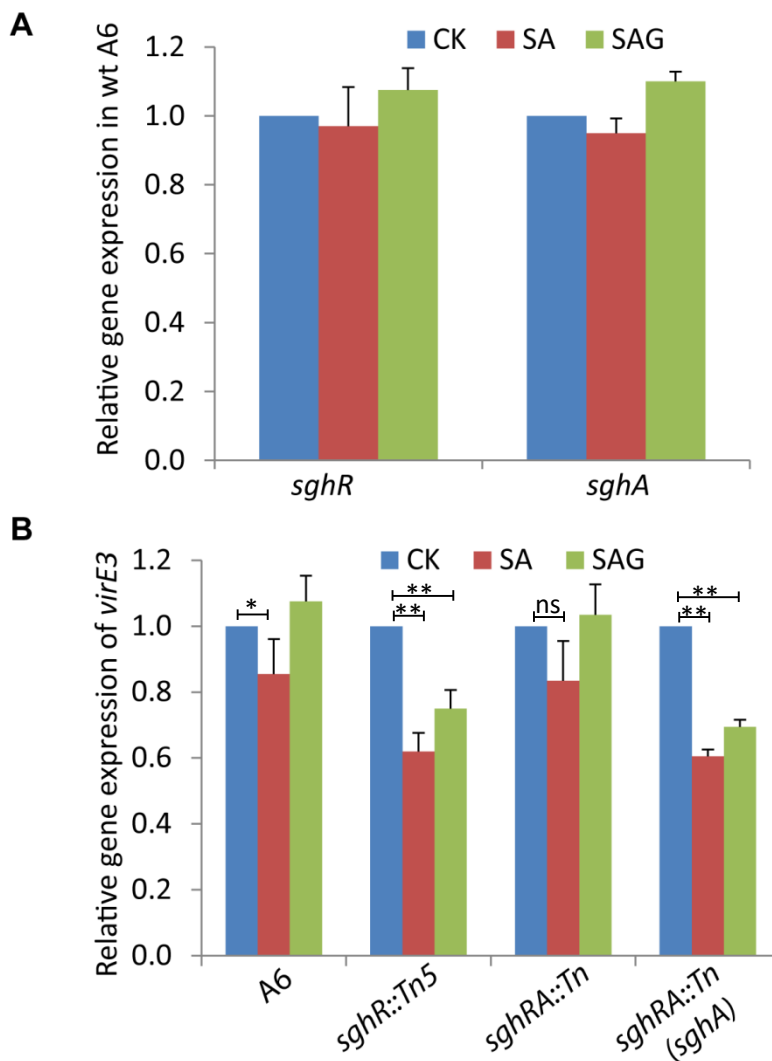 A
CK SA SAG
Relative gene expression in wt A6
1.2
1.0
0.8
0.6
0.4
0.2
0.0
sghR sghA
B
CK SA SAG
Relative gene expression of virE3
1.2
1.0
0.8
0.6
0.4
0.2
0.0
*
**
**
ns
**
**
A6
sghR::Tn5
sghRA::Tn
sghRA::Tn
(sghA)